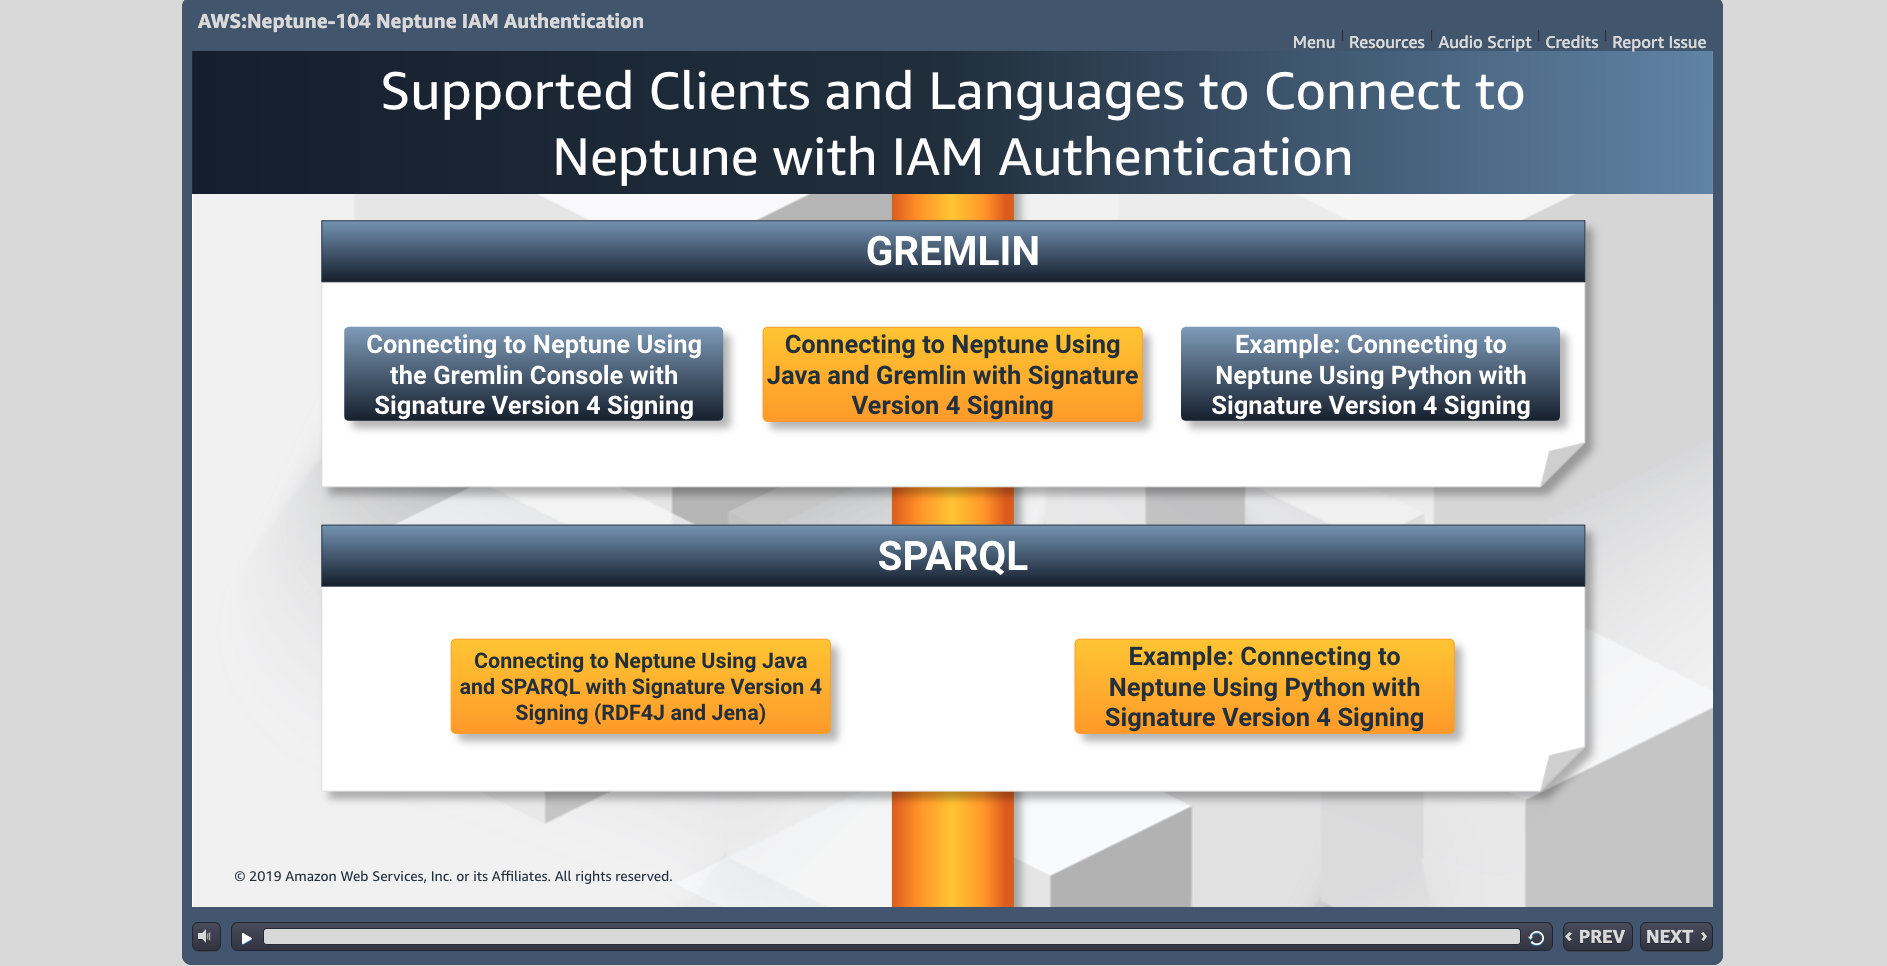 AWS:Neptune-104 Neptune IAM Authentication
Menu Resources Audio Script Credits Report Issue
Supported Clients and Languages to Connect to
Neptune with IAM Authentication
GREMLIN
Connecting to Neptune Using
the Gremlin Console with
Signature Version 4 Signing
Connecting to Neptune Using
Java and Gremlin with Signature
Version 4 Signing
Example: Connecting to
Neptune Using Python with
Signature Version 4 Signing
SPARQL
Connecting to Neptune Using Java
and SPARQL with Signature Version 4
Signing (RDF4J and Jena)
Example: Connecting to
Neptune Using Python with
Signature Version 4 Signing
© 2019 Amazon Web Services, Inc. or its Affiliates. All rights reserved.
‹ PREV NEXT ›